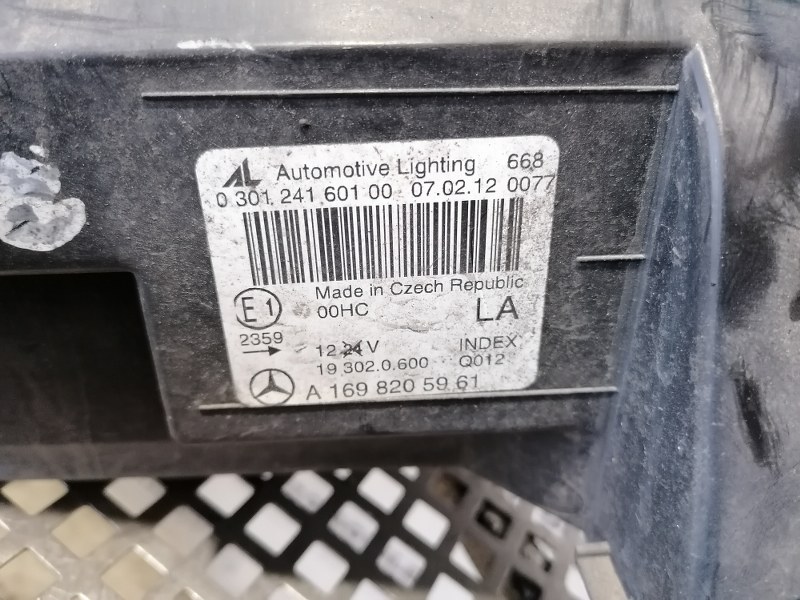 AL Automotive Lighting 668
0 301 241 601 00 07.02.12 0077
Made in Czech Republic
E1 00HC LA
2359
12 24 V INDEX
19 302.0.600 Q012
A 169 820 59 61